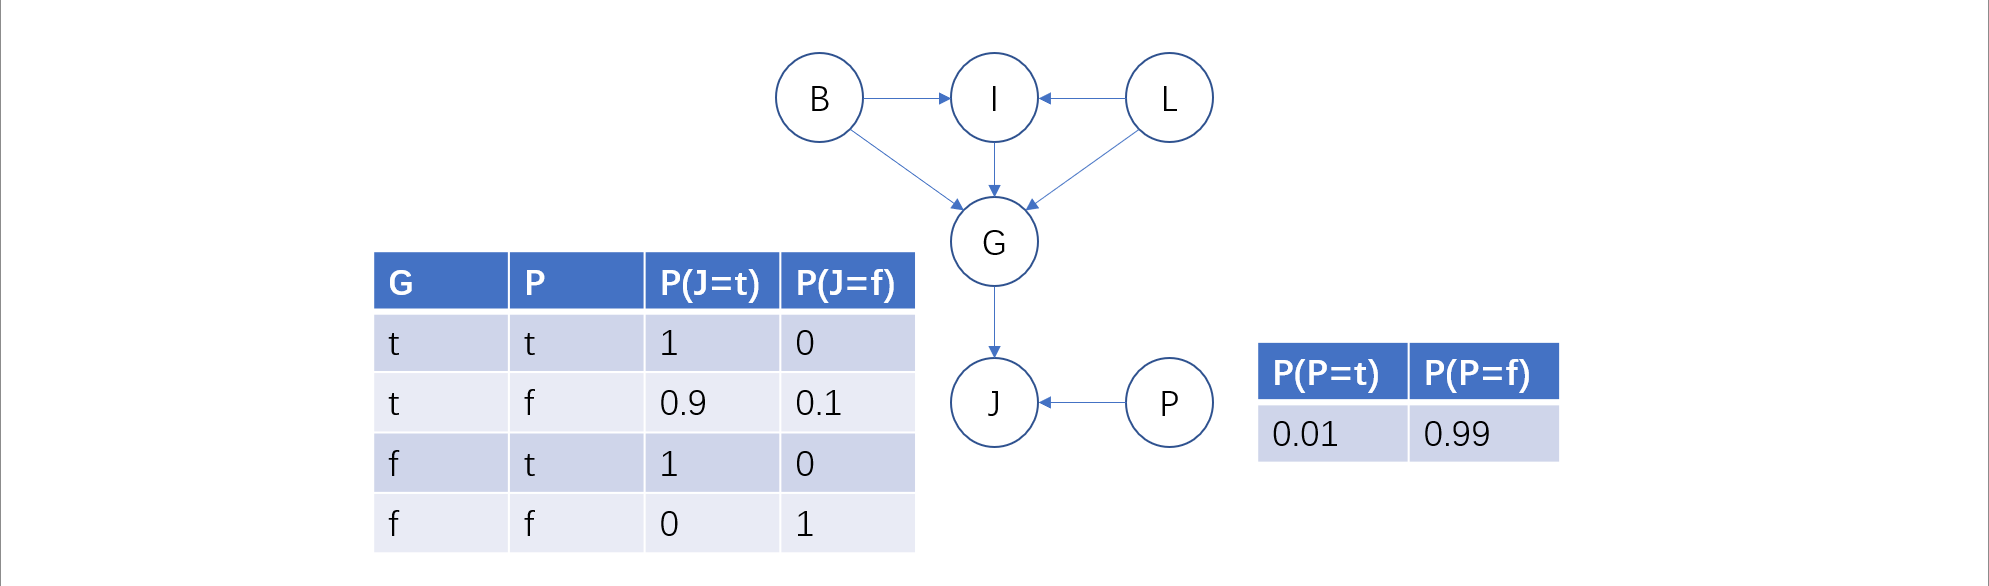 B I L
G
G P P(J=t) P(J=f)
t t 1 0
t f 0.9 0.1
f t 1 0
f f 0 1
J P
P(P=t) P(P=f)
0.01 0.99